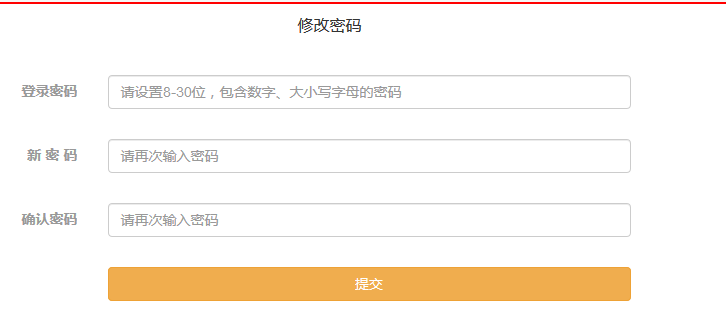 修改密码
登录密码 请设置8-30位，包含数字、大小写字母的密码
新 密 码 请再次输入密码
确认密码 请再次输入密码
提交